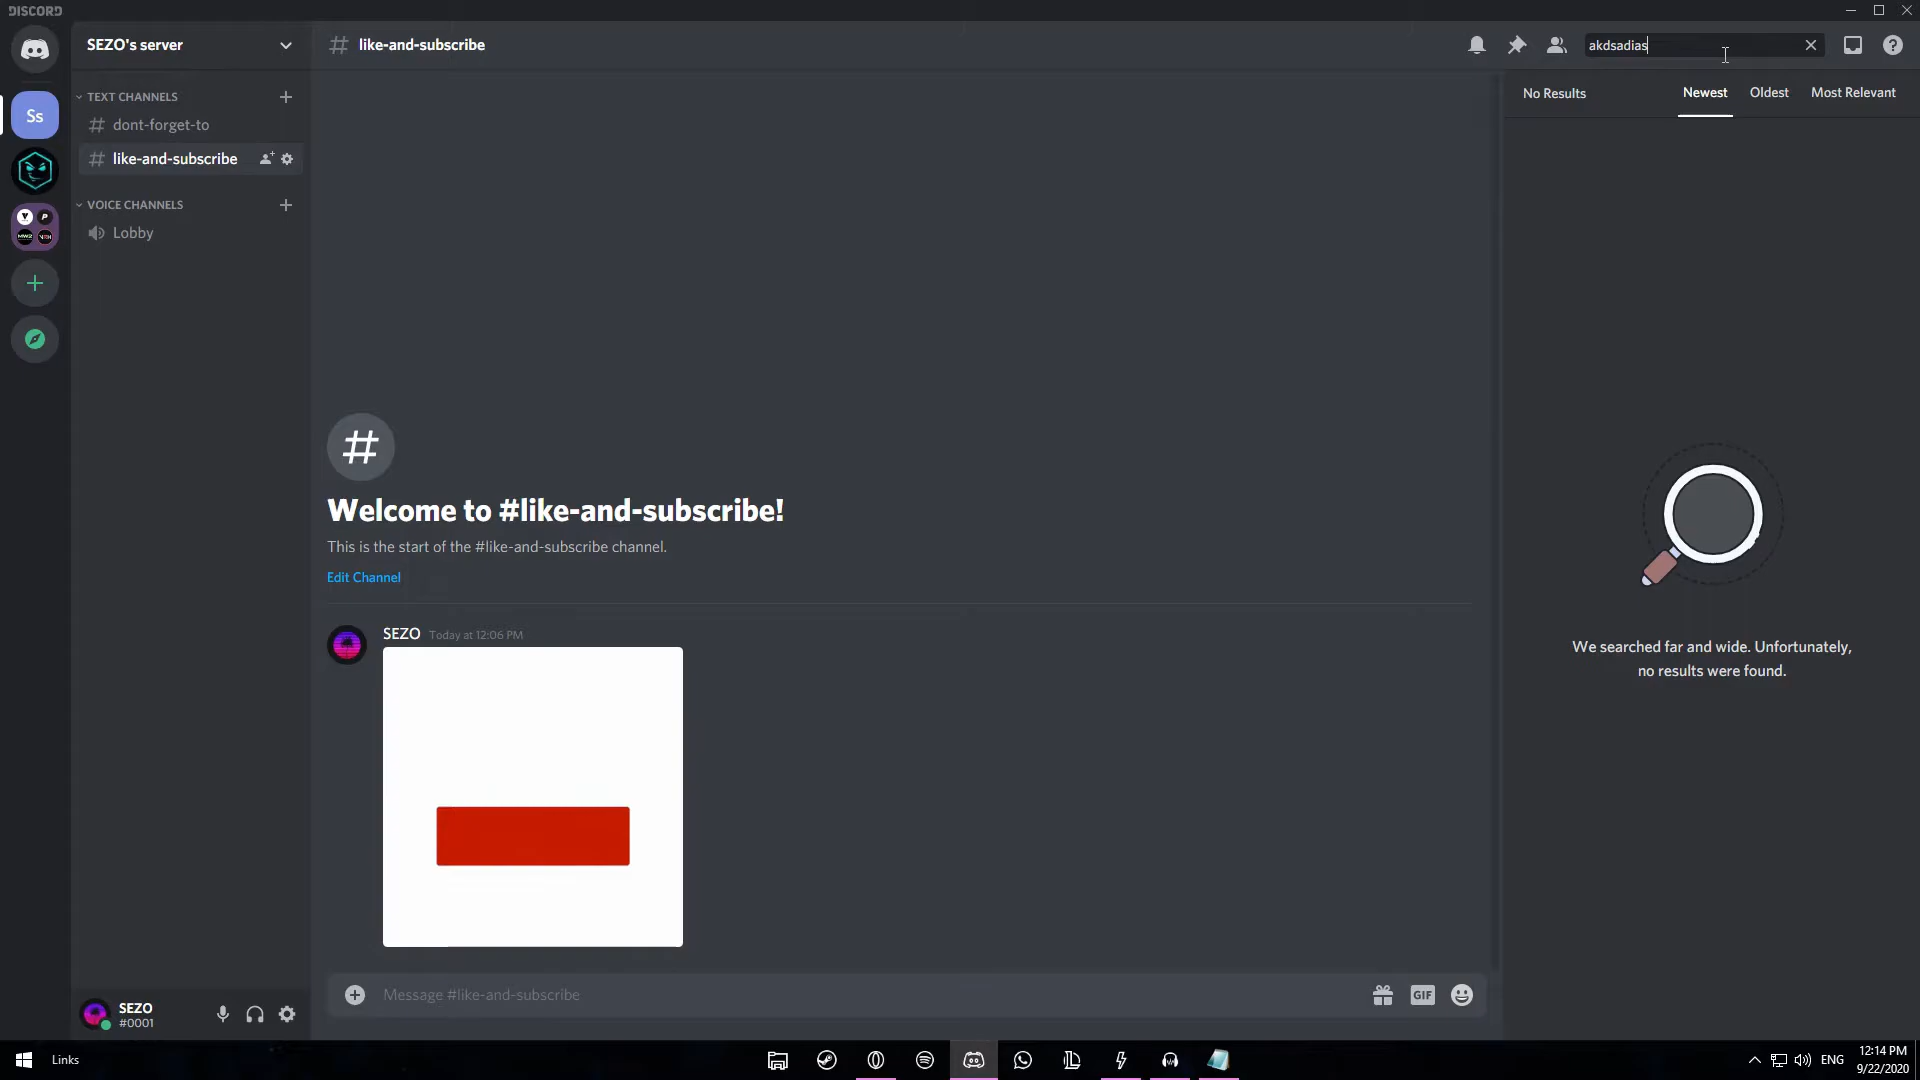 DISCORD
SEZO's server
like-and-subscribe
akdsadias
Ss
TEXT CHANNELS
dont-forget-to
like-and-subscribe
VOICE CHANNELS
Lobby
No Results
Newest
Oldest
Most Relevant
Welcome to #like-and-subscribe!
This is the start of the #like-and-subscribe channel.
Edit Channel
SEZO Today at 12:06 PM
We searched far and wide. Unfortunately,
no results were found.
Message #like-and-subscribe
GIF
SEZO
#0001
Links
ENG
12:14 PM
9/22/2020